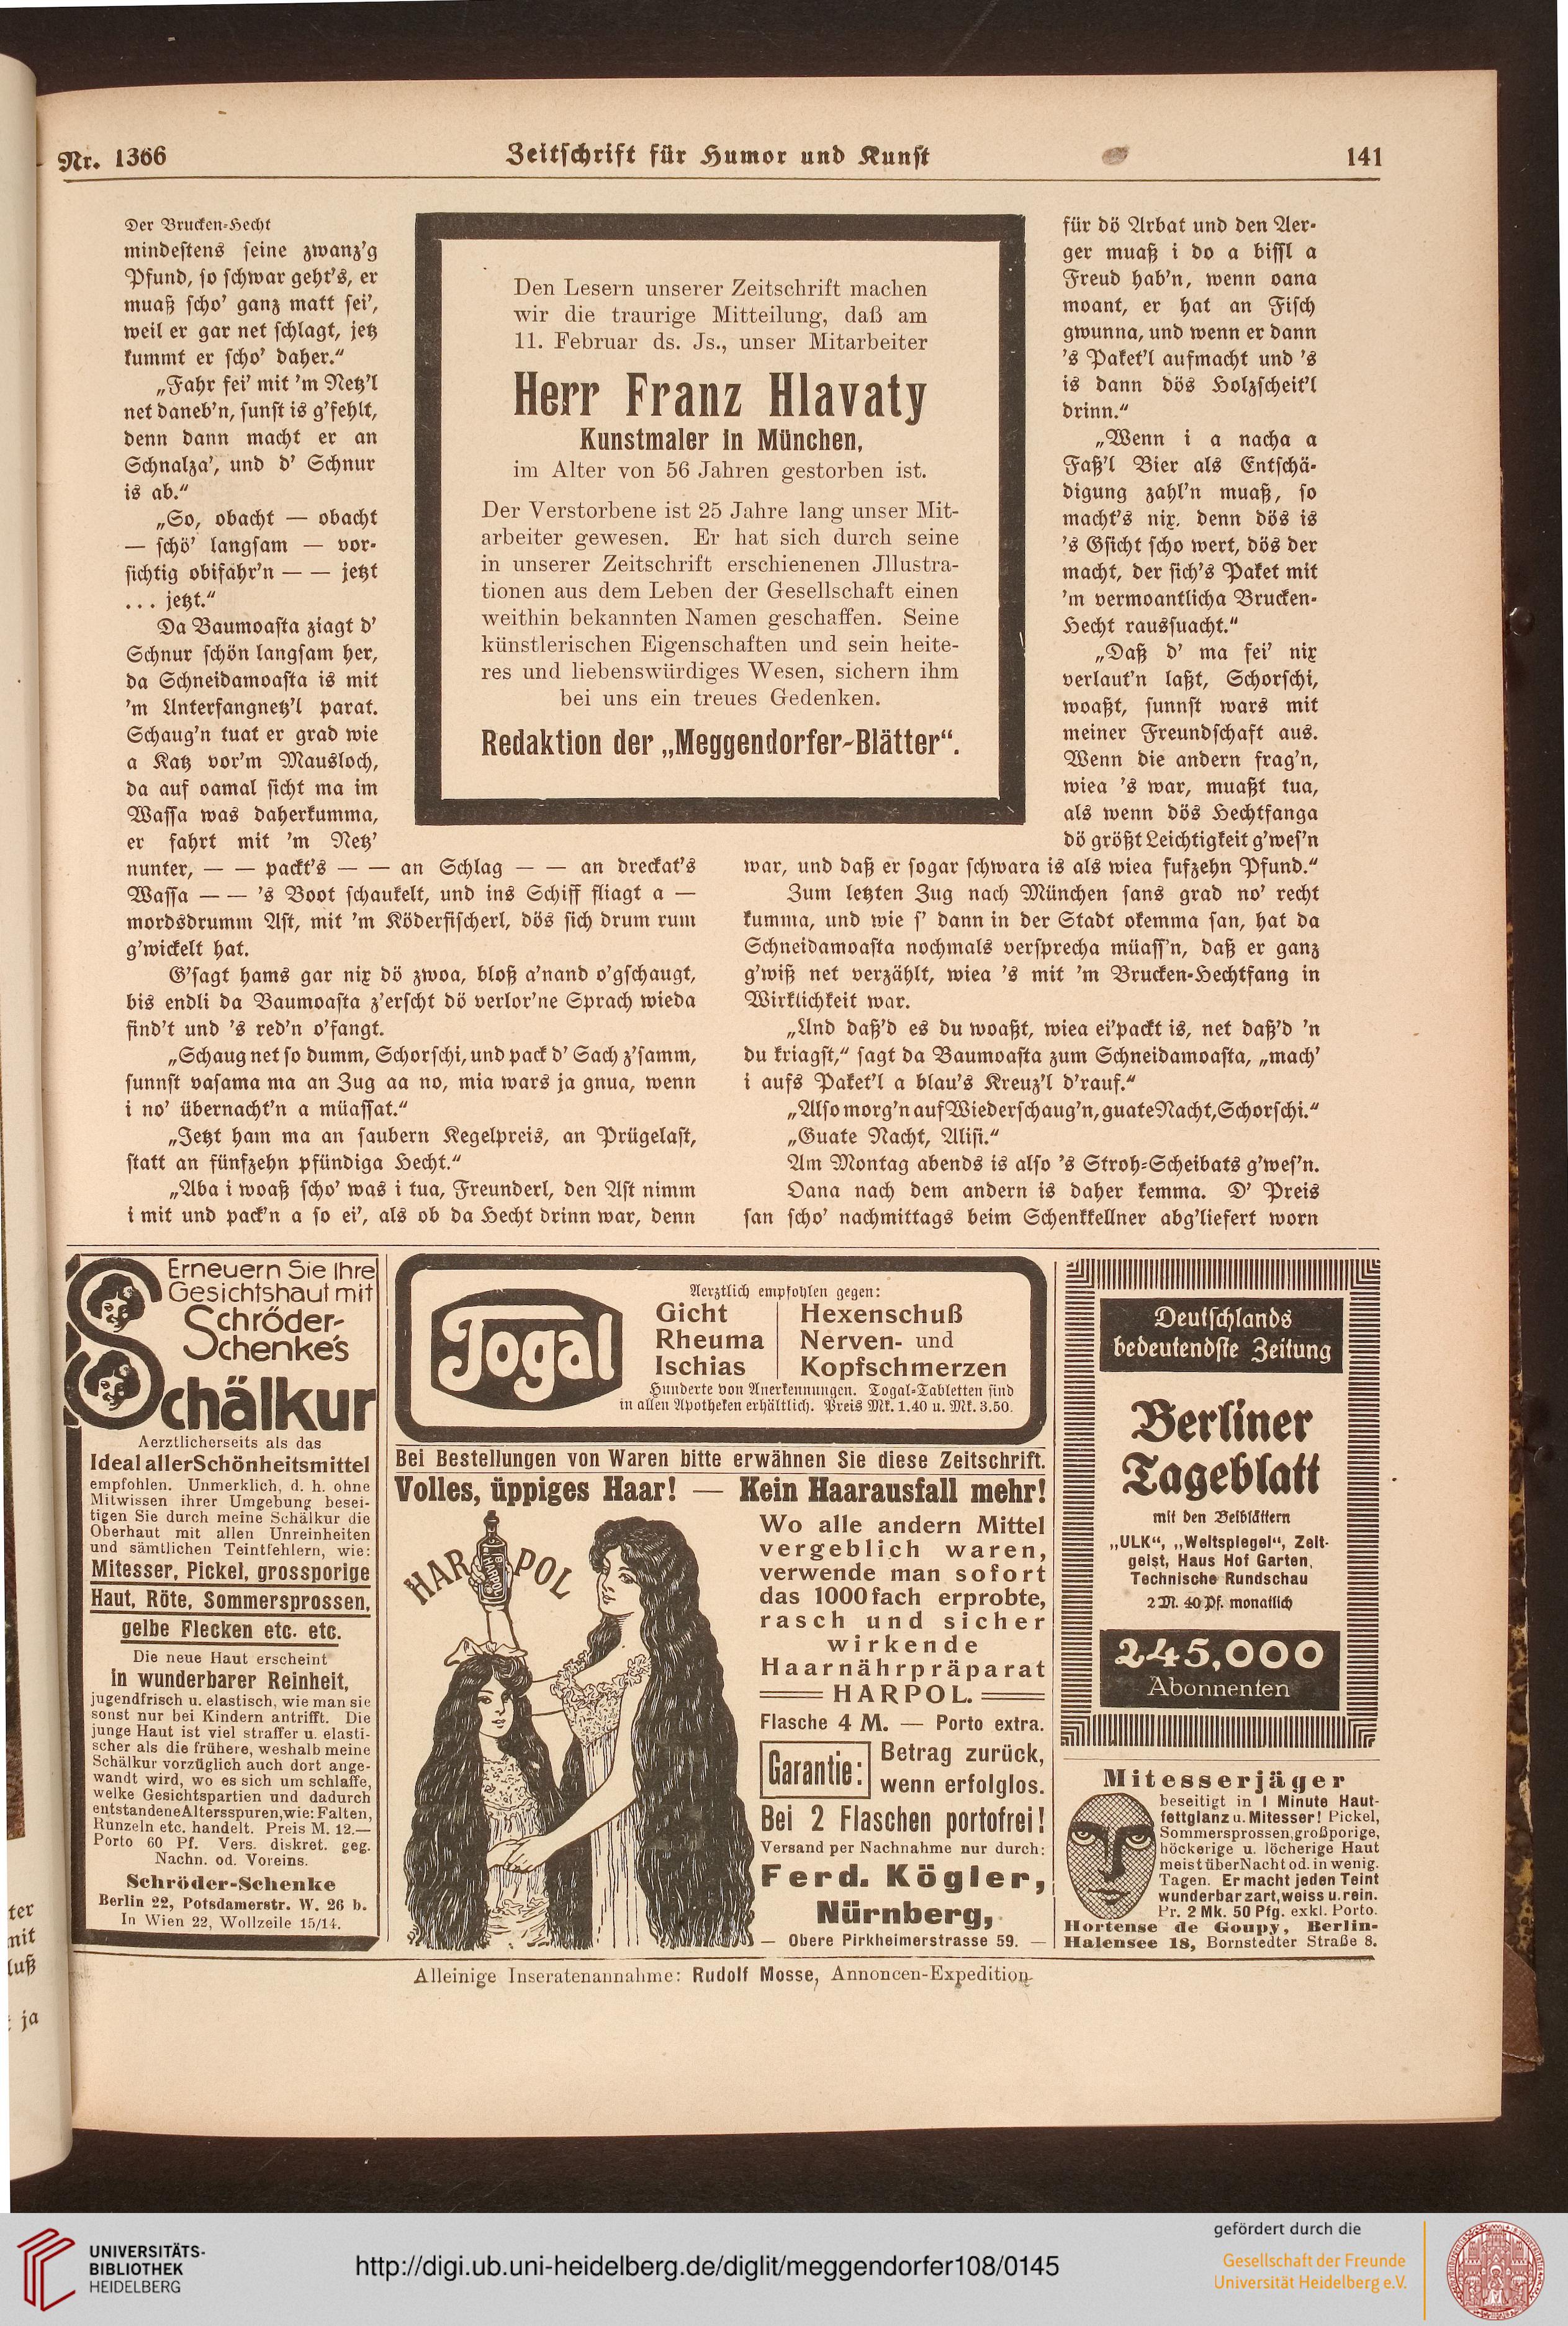 Nr. 1366
Zeitschrift für Humor und Kunst
141
Der Brucken-Hecht
mindestens seine zwanz'g
Pfund, so schwar geht's, er
muaß scho' ganz matt sei',
weil er gar net schlagt, jetz
kummt er scho' daher."
„Fahr fei' mit 'm Netz'l
net daneb'n, sunst is g'fehlt,
denn dann macht er an
Schnalza', und d' Schnur
is ab."
„So, obacht — obacht
— schö' langsam — vor-
sichtig obifahr'n — — jetzt
... jetzt."
Da Baumoasta ziagt d'
Schnur schön langsam her,
da Schneidamoasta is mit
'm Unterfangnetz'l parat.
Schaug'n tuat er grad wie
a Katz vor'm Mausloch,
da auf oamal sicht ma im
Wassa was daherkumma,
er fahrt mit 'm Netz'
nunter, — — packt's — — an Schlag — — an dreckat's
Wassa — — 's Boot schaukelt, und ins Schiff fliagt a —
mordsdrumm Ast, mit 'm Köderfischerl, dös sich drum rum
g'wickelt hat.
G'sagt hams gar nix dö zwoa, bloß a'nand o'gschaugt,
bis endli da Baumoasta z'erscht dö verlor'ne Sprach wieda
find't und 's red'n o'fangt.
„Schaug net so dumm, Schorschi, und pack d' Sach z'samm,
sunnst vasama ma an Zug aa no, mia wars ja gnua, wenn
i no' übernacht'n a müassat."
„Jetzt ham ma an saubern Kegelpreis, an Prügelast,
statt an fünfzehn pfündiga Hecht."
„Aba i woaß scho' was i tua, Freunderl, den Ast nimm
i mit und pack'n a so ei', als ob da Hecht drinn war, denn
Den Lesern unserer Zeitschrift machen
wir die traurige Mitteilung, daß am
11. Februar ds. Js., unser Mitarbeiter
Herr Franz Hlavaty
Kunstmaler in München,
im Alter von 56 Jahren gestorben ist.
Der Verstorbene ist 25 Jahre lang unser Mit-
arbeiter gewesen. Er hat sich durch seine
in unserer Zeitschrift erschienenen Jllustra-
tionen aus dem Leben der Gesellschaft einen
weithin bekannten Namen geschaffen. Seine
künstlerischen Eigenschaften und sein heite-
res und liebenswürdiges Wesen, sichern ihm
bei uns ein treues Gedenken.
Redaktion der „Meggendorfer-Blätter".
für dö Arbat und den Aer-
ger muaß i do a bissl a
Freud hab'n, wenn oana
moant, er hat an Fisch
gwunna, und wenn er dann
's Paket'l aufmacht und 's
is dann dös Holzscheit'l
drinn."
„Wenn i a nacha a
Faß'l Bier als Entschä-
digung zahl'n muaß, so
macht's nix, denn dös is
's Gsicht scho wert, dös der
macht, der sich's Paket mit
'm vermoantlicha Brucken-
Hecht raussuacht."
„Daß d' ma fei' nix
verlaut'n laßt, Schorschi,
woaßt, sunnst wars mit
meiner Freundschaft aus.
Wenn die andern frag'n,
wiea 's war, muaßt tua,
als wenn dös Hechtfanga
dö größt Leichtigkeit g'wes'n
war, und daß er sogar schwara is als wiea fufzehn Pfund."
Zum letzten Zug nach München sans grad no' recht
kumma, und wie s' dann in der Stadt okemma san, hat da
Schneidamoasta nochmals versprecha müass'n, daß er ganz
g'wiß net verzählt, wiea 's mit 'm Brucken-Hechtfang in
Wirklichkeit war.
„Und daß'd es du woaßt, wiea ei'packt is, net daß'd 'n
du kriagst," sagt da Baumoasta zum Schneidamoasta, „mach'
i aufs Paket'l a blau's Kreuz'l d'rauf."
„Also morg'n auf Wiederschaug'n, guate Nacht, Schorschi."
„Guate Nacht, Alisi."
Am Montag abends is also 's Stroh-Scheibats g'wes'n.
Oana nach dem andern is daher kemma. D' Preis
san scho' nachmittags beim Schenkkellner abg'liefert worn
Erneuern Sie Ihre
Gesichtshaut mit
Schröder-
Schenke's
Schälkur
Aerztlicherseits als das
Ideal aller Schönheitsmittel
empfohlen. Unmerklich, d. h. ohne
Mitwissen ihrer Umgebung besei-
tigen Sie durch meine Schälkur die
Oberhaut mit allen Unreinheiten
und sämtlichen Teintfehlern, wie:
Mitesser, Pickel, grossporige
Haut, Röte, Sommersprossen,
gelbe Flecken etc. etc.
Die neue Haut erscheint
in wunderbarer Reinheit,
jugendfrisch u. elastisch, wie man sie
sonst nur bei Kindern antrifft. Die
junge Haut ist viel straffer u. elasti-
scher als die frühere, weshalb meine
Schälkur vorzüglich auch dort ange-
wandt wird, wo es sich um schlaffe,
welke Gesichtspartien und dadurch
entstandene Altersspuren, wie: Falten,
Runzeln etc. handelt. Preis M. 12.—
Porto 60 Pf. Vers. diskret. geg.
Nachn. od. Voreins.
Schröder-Schenke
Berlin 22, Potsdamerstr. W. 26 b.
In Wien 22, Wollzeile 15/14.
Togal
Aerztlich empfohlen gegen:
Gicht
Rheuma
Ischias
Hexenschuß
Nerven- und
Kopfschmerzen
Hunderte von Anerkennungen. Togal-Tabletten sind
in allen Apotheken erhältlich. Preis Mk. 1.40 u. Mk. 3.50.
Bei Bestellungen von Waren bitte erwähnen Sie diese Zeitschrift.
Volles, üppiges Haar! — Kein Haarausfall mehr!
HARPOL
HARPOL
Wo alle andern Mittel
vergeblich waren,
verwende man sofort
das 1000fach erprobte,
rasch und sicher
wirkende
Haarnährpräparat
HARPOL.
Flasche 4 M. — Porto extra.
Garantie:
Betrag zurück,
wenn erfolglos.
Bei 2 Flaschen portofrei!
Versand per Nachnahme nur durch:
Ferd. Kögler,
Nürnberg,
— Obere Pirkheimerstrasse 59. —
Deutschlands
bedeutendste Zeitung
Berliner
Tageblatt
mit den Beiblättern
„ULK", „Weltspiegel", Zeit-
geist, Haus Hof Garten,
Technische Rundschau
2 M. 40 Pf. monatlich
245,000
Abonnenten
Mitesserjäger
beseitigt in 1 Minute Haut-
fettglanz u. Mitesser! Pickel,
Sommersprossen, großporige,
höckerige u. löcherige Haut
meist über Nacht od. in wenig.
Tagen. Er macht jeden Teint
wunderbar zart, weiss u. rein.
Pr. 2 Mk. 50 Pfg. exkl. Porto.
Hortense de Goupy, Berlin-
Halensee 18, Bornstedter Straße 8.
Alleinige Inseratenannahme: Rudolf Mosse, Annoncen-Expedition
ter
mit
luß
ja
UNIVERSITÄTS-
BIBLIOTHEK
HEIDELBERG
http://digi.ub.uni-heidelberg.de/diglit/meggendorfer108/0145
gefördert durch die
Gesellschaft der Freunde
Universität Heidelberg e.V.